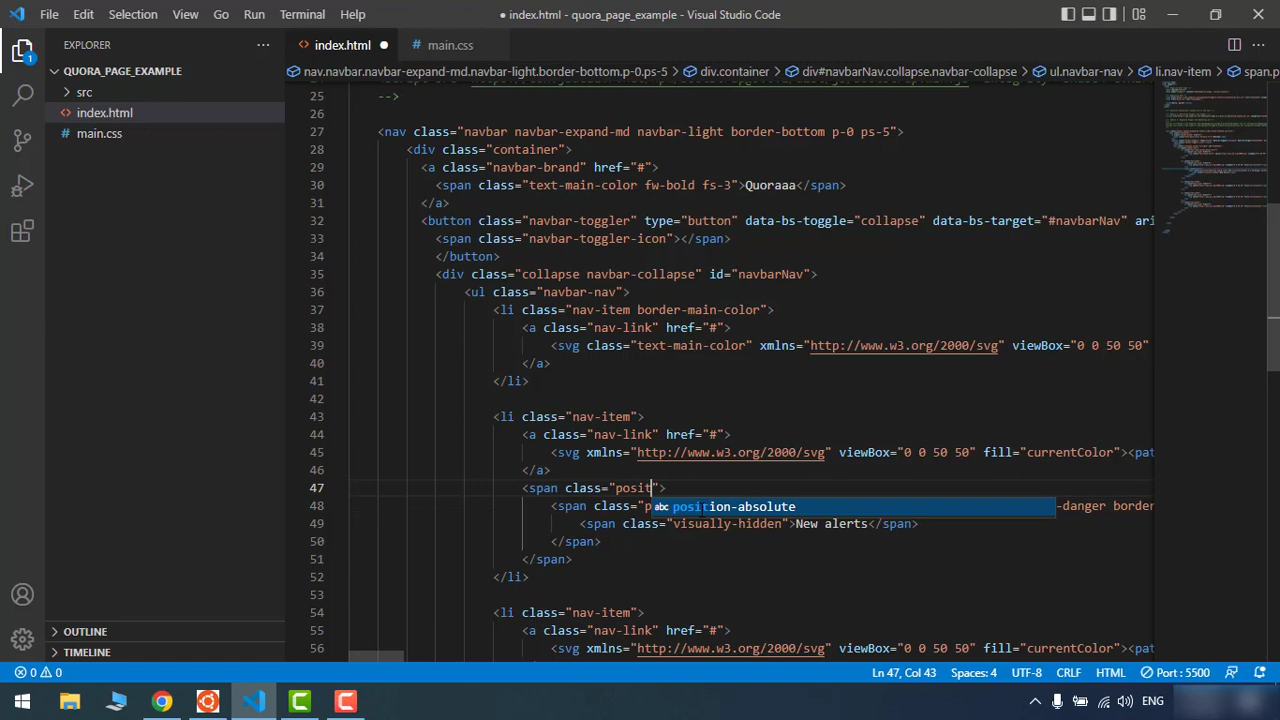 File Edit Selection View Go Run Terminal Help
● index.html - quora_page_example - Visual Studio Code
EXPLORER
index.html
main.css
QUORA_PAGE_EXAMPLE
nav.navbar.navbar-expand-md.navbar-light.border-bottom.p-0.ps-5 > div.container > div#navbarNav.collapse.navbar-collapse > ul.navbar-nav > li.nav-item > span.p
src
index.html
main.css
1
25 -->
26
27 <nav class="navbar navbar-expand-md navbar-light border-bottom p-0 ps-5">
28 <div class="container">
29 <a class="navbar-brand" href="#">
30 <span class="text-main-color fw-bold fs-3">Quoraaa</span>
31 </a>
32 <button class="navbar-toggler" type="button" data-bs-toggle="collapse" data-bs-target="#navbarNav" ari
33 <span class="navbar-toggler-icon"></span>
34 </button>
35 <div class="collapse navbar-collapse" id="navbarNav">
36 <ul class="navbar-nav">
37 <li class="nav-item border-main-color">
38 <a class="nav-link" href="#">
39 <svg class="text-main-color" xmlns="http://www.w3.org/2000/svg" viewBox="0 0 50 50"
40 </a>
41 </li>
42
43 <li class="nav-item">
44 <a class="nav-link" href="#">
45 <svg xmlns="http://www.w3.org/2000/svg" viewBox="0 0 50 50" fill="currentColor"><pat
46 </a>
47 <span class="posit">
48 <span class="p
abc position-absolute
-danger border
49 <span class="visually-hidden">New alerts</span>
50 </span>
51 </span>
52 </li>
53
54 <li class="nav-item">
55 <a class="nav-link" href="#">
56 <svg xmlns="http://www.w3.org/2000/svg" viewBox="0 0 50 50" fill="currentColor"><pat
OUTLINE
TIMELINE
0 0 Ln 47, Col 43 Spaces: 4 UTF-8 CRLF HTML Port : 5500
ENG